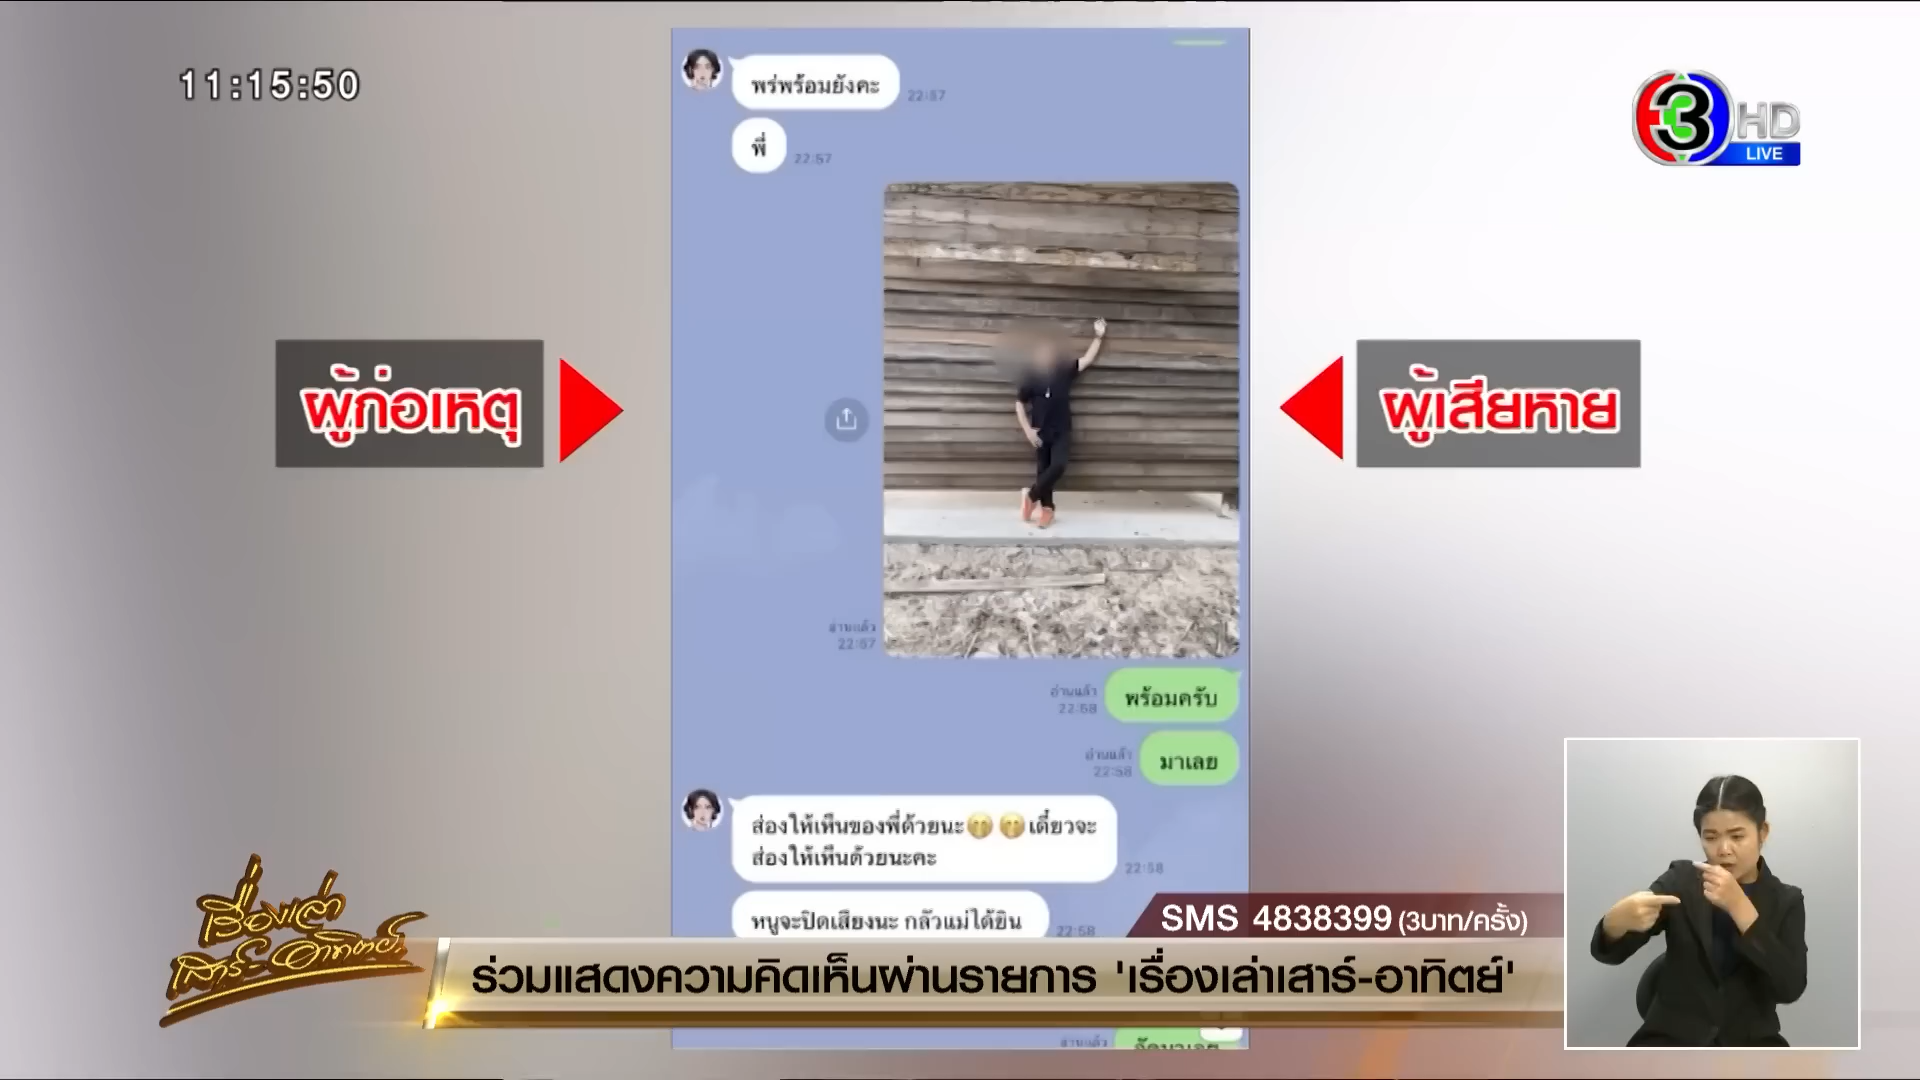 11:15:50
3 HD
LIVE
พร่พร้อมยังคะ
22:57
พี่
22:57
ผู้ก่อเหตุ
ผู้เสียหาย
อ่านแล้ว
22:57
พร้อมครับ
อ่านแล้ว
22:58
มาเลย
อ่านแล้ว
22:58
ส่องให้เห็นของพี่ด้วยนะ🤭🤭เดี๋ยวจะ
ส่องให้เห็นด้วยนะคะ
22:58
หนูจะปิดเสียงนะ กลัวแม่ได้ยิน
22:58
SMS 4838399 (3บาท/ครั้ง)
เรื่องเล่า
เสาร์-อาทิตย์
ร่วมแสดงความคิดเห็นผ่านรายการ 'เรื่องเล่าเสาร์-อาทิตย์'
อ่านแล้ว